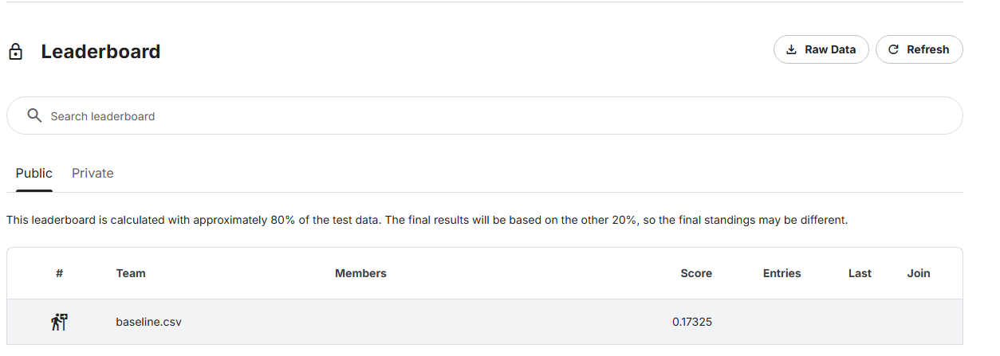 Leaderboard
Raw Data
Refresh
Search leaderboard
Public Private
This leaderboard is calculated with approximately 80% of the test data. The final results will be based on the other 20%, so the final standings may be different.
# Team Members Score Entries Last Join
baseline.csv 0.17325